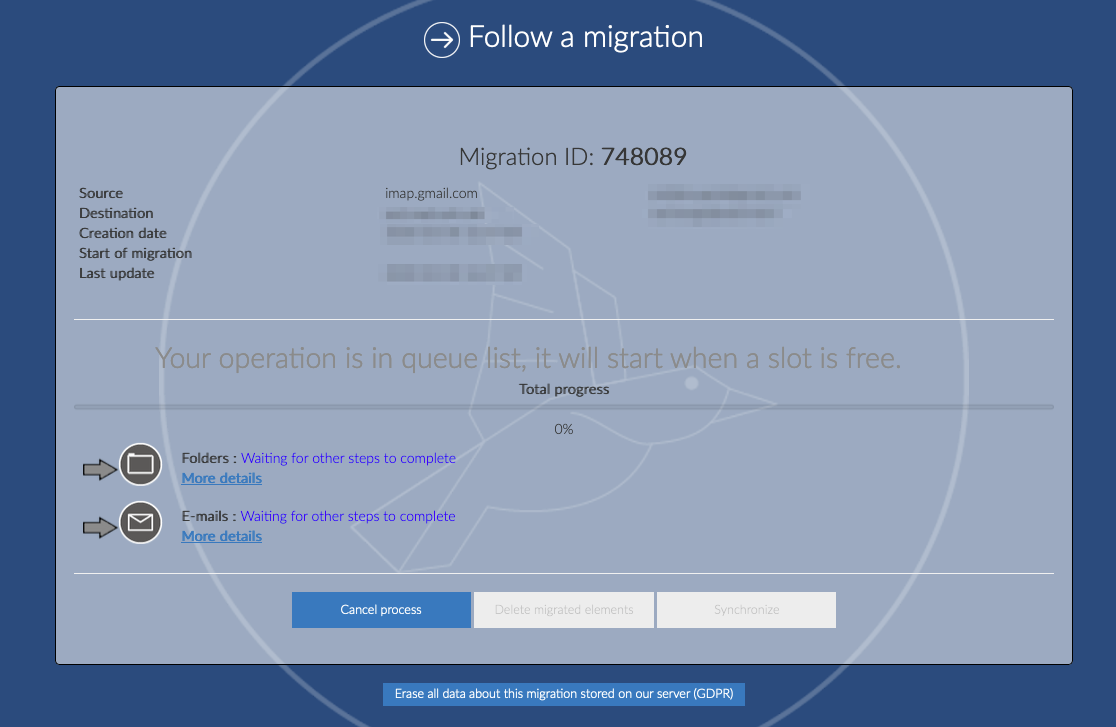 Follow a migration
Migration ID: 748089
Source imap.gmail.com
Destination
Creation date
Start of migration
Last update
Your operation is in queue list, it will start when a slot is free.
Total progress
0%
Folders : Waiting for other steps to complete
More details
E-mails : Waiting for other steps to complete
More details
Cancel process Delete migrated elements Synchronize
Erase all data about this migration stored on our server (GDPR)